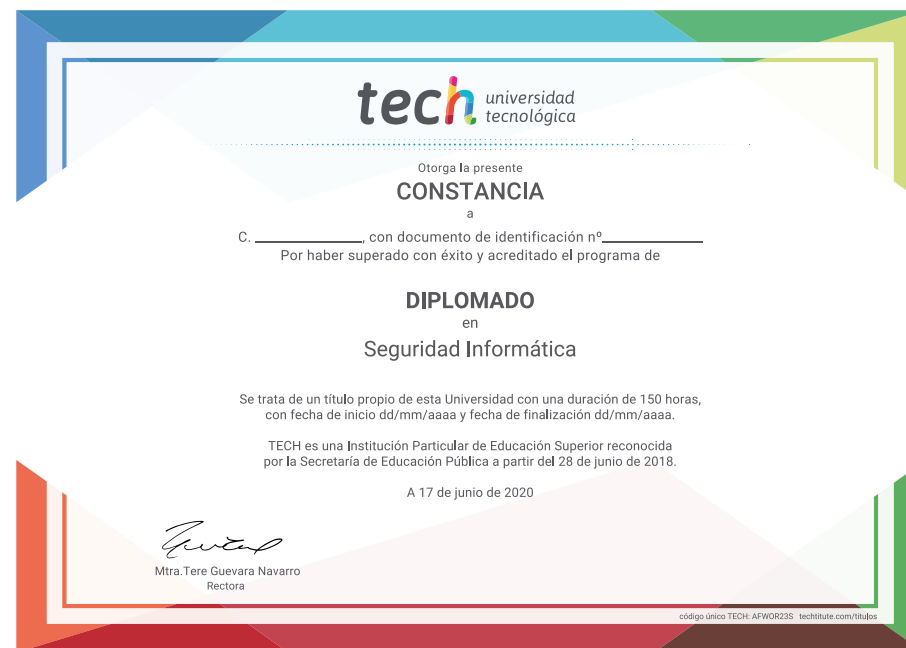 tech universidad
tecnológica
Otorga la presente
CONSTANCIA
a
C. ____________, con documento de identificación nº____________
Por haber superado con éxito y acreditado el programa de
DIPLOMADO
en
Seguridad Informática
Se trata de un título propio de esta Universidad con una duración de 150 horas,
con fecha de inicio dd/mm/aaaa y fecha de finalización dd/mm/aaaa.
TECH es una Institución Particular de Educación Superior reconocida
por la Secretaría de Educación Pública a partir del 28 de junio de 2018.
A 17 de junio de 2020
Mtra.Tere Guevara Navarro
Rectora
código único TECH: AFWOR23S techtitute.com/titulos